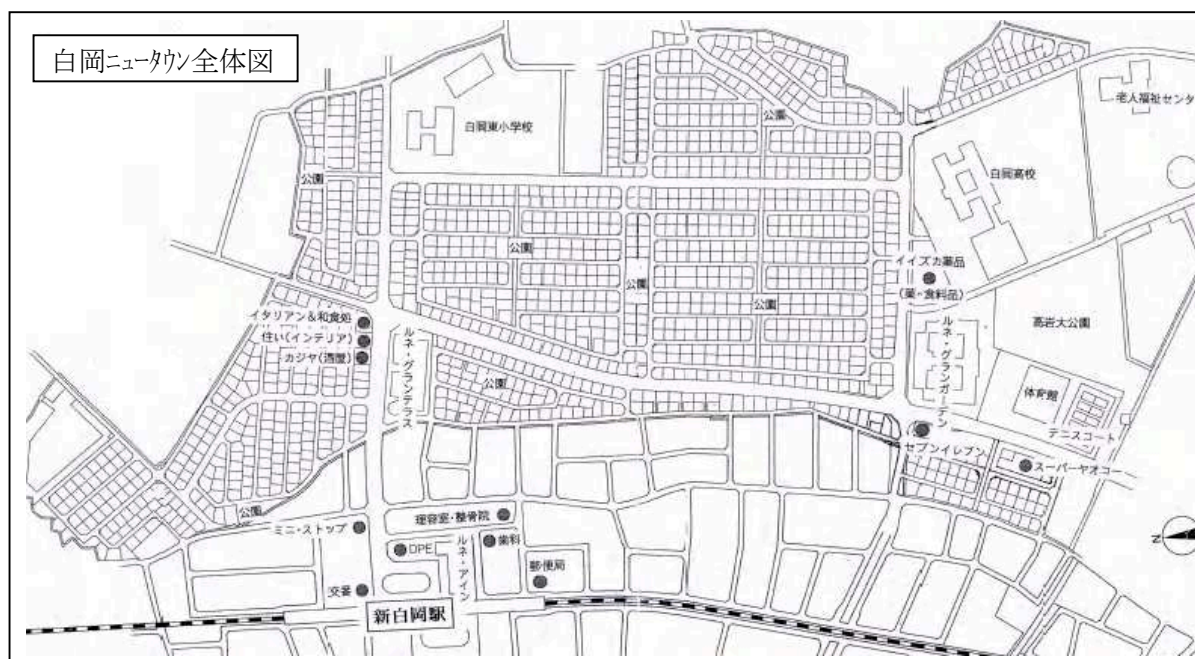 白岡ニュータウン全体図
老人福祉センタ
公園
白岡東小学校
白岡高校
公園
公園
公園
公園
イイズカ薬品
(薬・食料品)
イタリアン&和食処
住い(インテリア)
カジヤ(酒屋)
ルネ・グランテラス
公園
ルネ・グランガーデン
高岩大公園
体育館
テニスコート
セブンイレブン
スーパーヤオコー
公園
ミニ・ストップ
理容室・整骨院
DPE
ルネ・アイン
歯科
郵便局
交番
新白岡駅
N